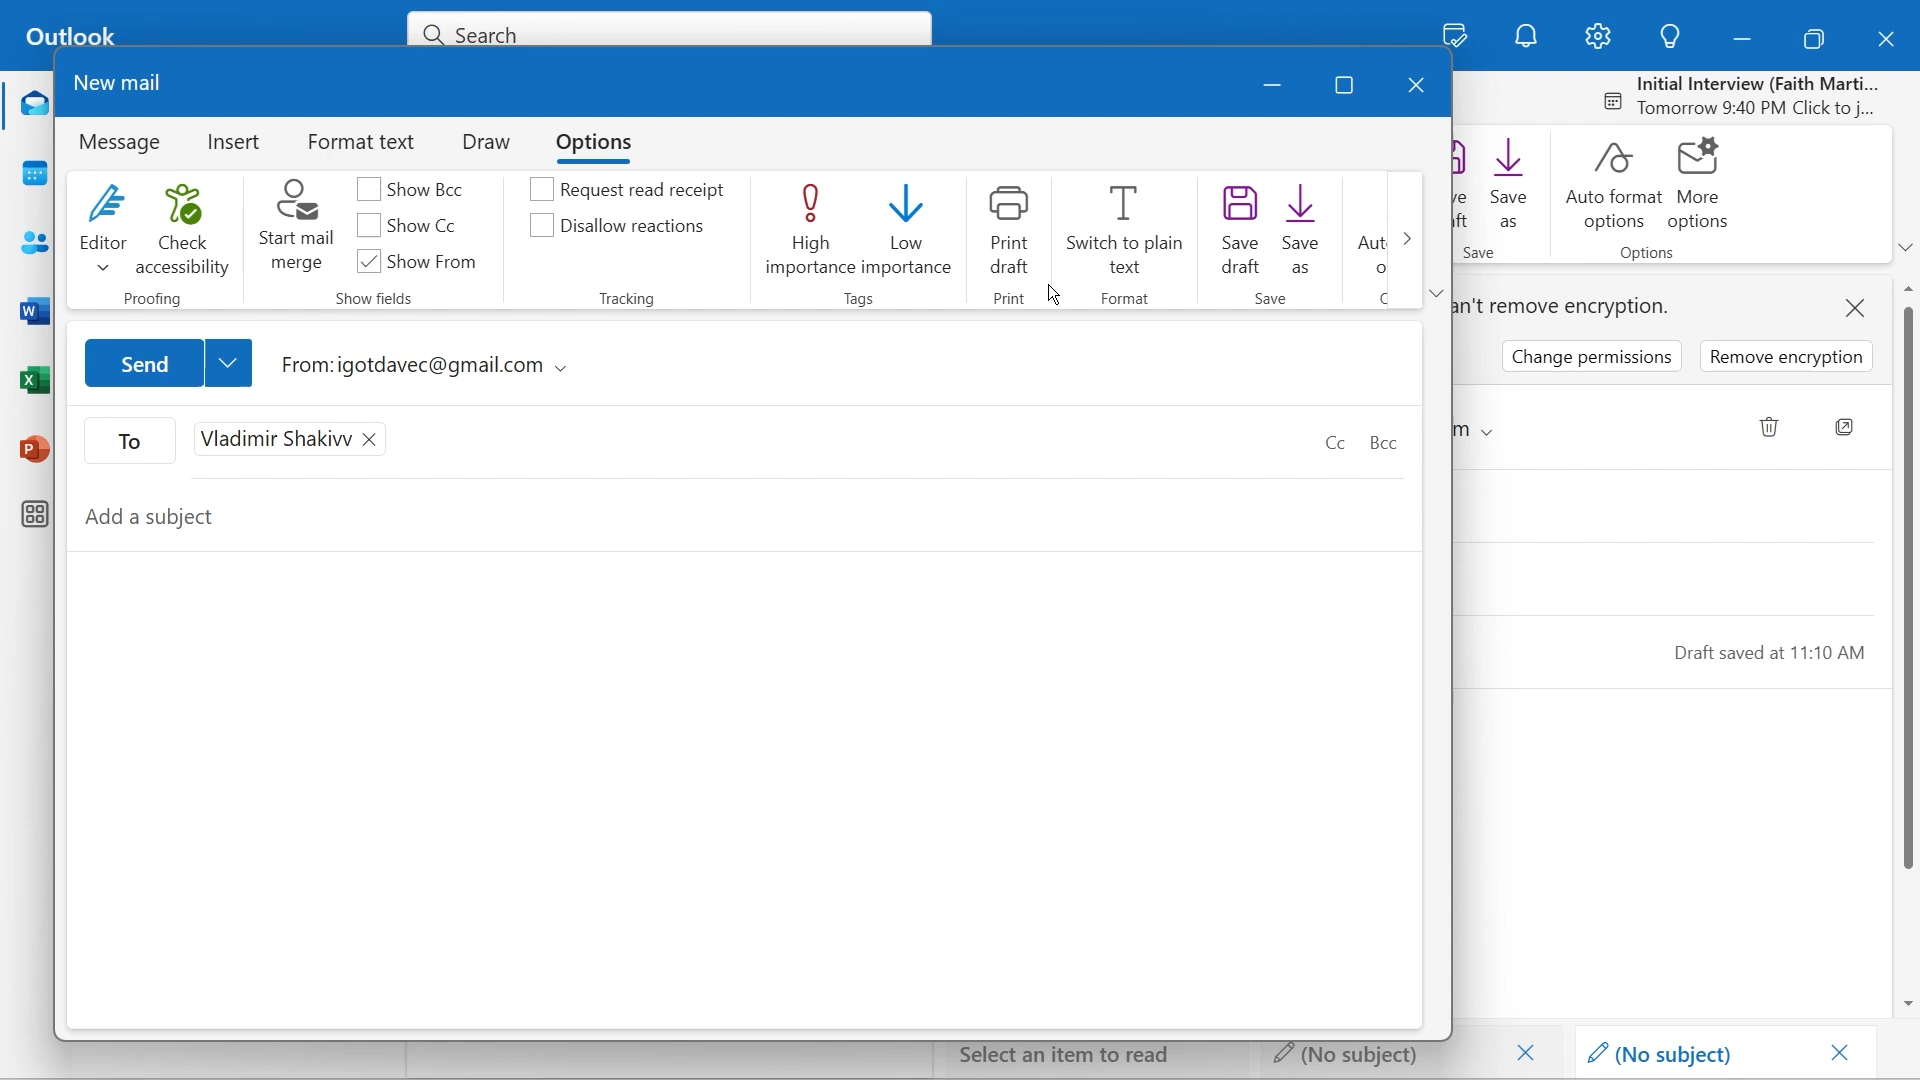 Outlook
Search
Initial Interview (Faith Marti...
Tomorrow 9:40 PM Click to j...
New mail
Message Insert Format text Draw Options
Editor
Check accessibility
Proofing
Start mail merge
Show Bcc
Show Cc
Show From
Show fields
Request read receipt
Disallow reactions
Tracking
High importance
Low importance
Tags
Print draft
Print
Switch to plain text
Format
Save draft
Save as
Save
Save as
Save
Auto format options
More options
Options
Send
From: igotdavec@gmail.com
To
Vladimir Shakivv
Cc Bcc
Add a subject
an't remove encryption.
Change permissions
Remove encryption
Draft saved at 11:10 AM
Select an item to read
(No subject)
(No subject)